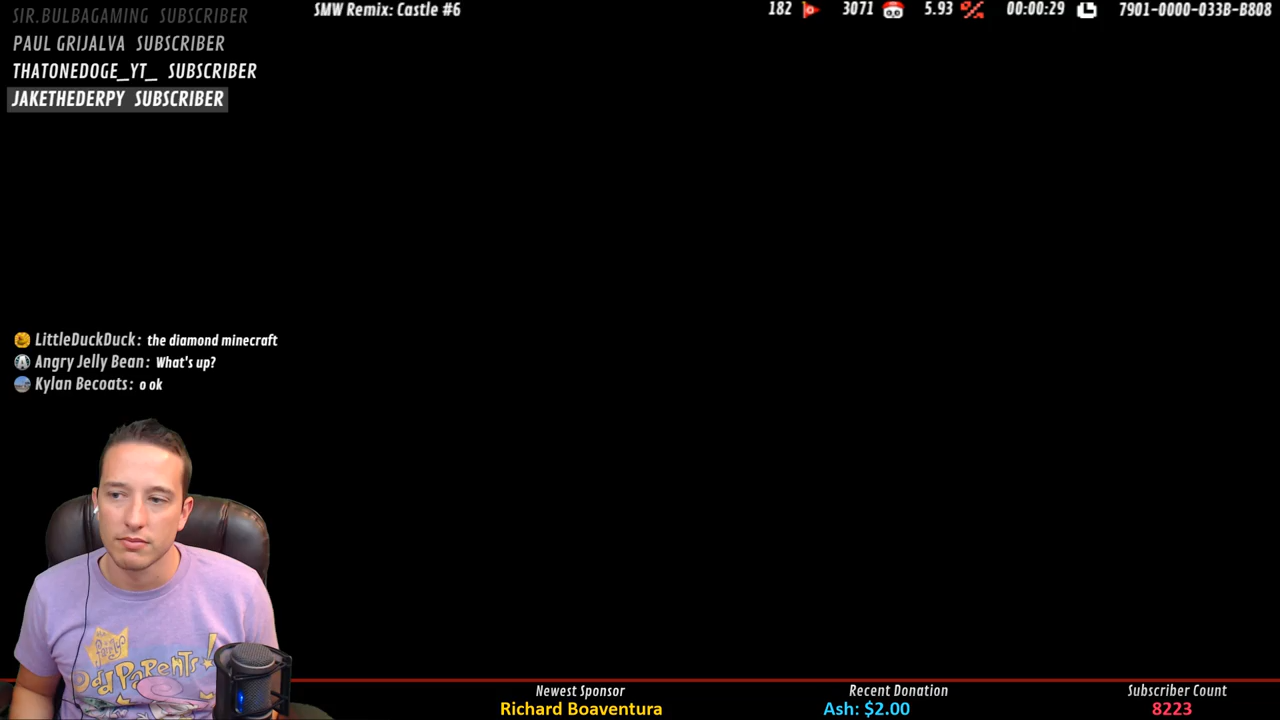 SIR.BULBAGAMING SUBSCRIBER
PAUL GRIJALVA SUBSCRIBER
THATONEDOGE_YT_ SUBSCRIBER
JAKETHEDERPY SUBSCRIBER
SMW Remix: Castle #6
182 3071 5.93 00:00:29 7901-0000-033B-B808
LittleDuckDuck: the diamond minecraft
Angry Jelly Bean: What's up?
Kylan Becoats: o ok
Odd Parents!
Newest Sponsor
Richard Boaventura
Recent Donation
Ash: $2.00
Subscriber Count
8223